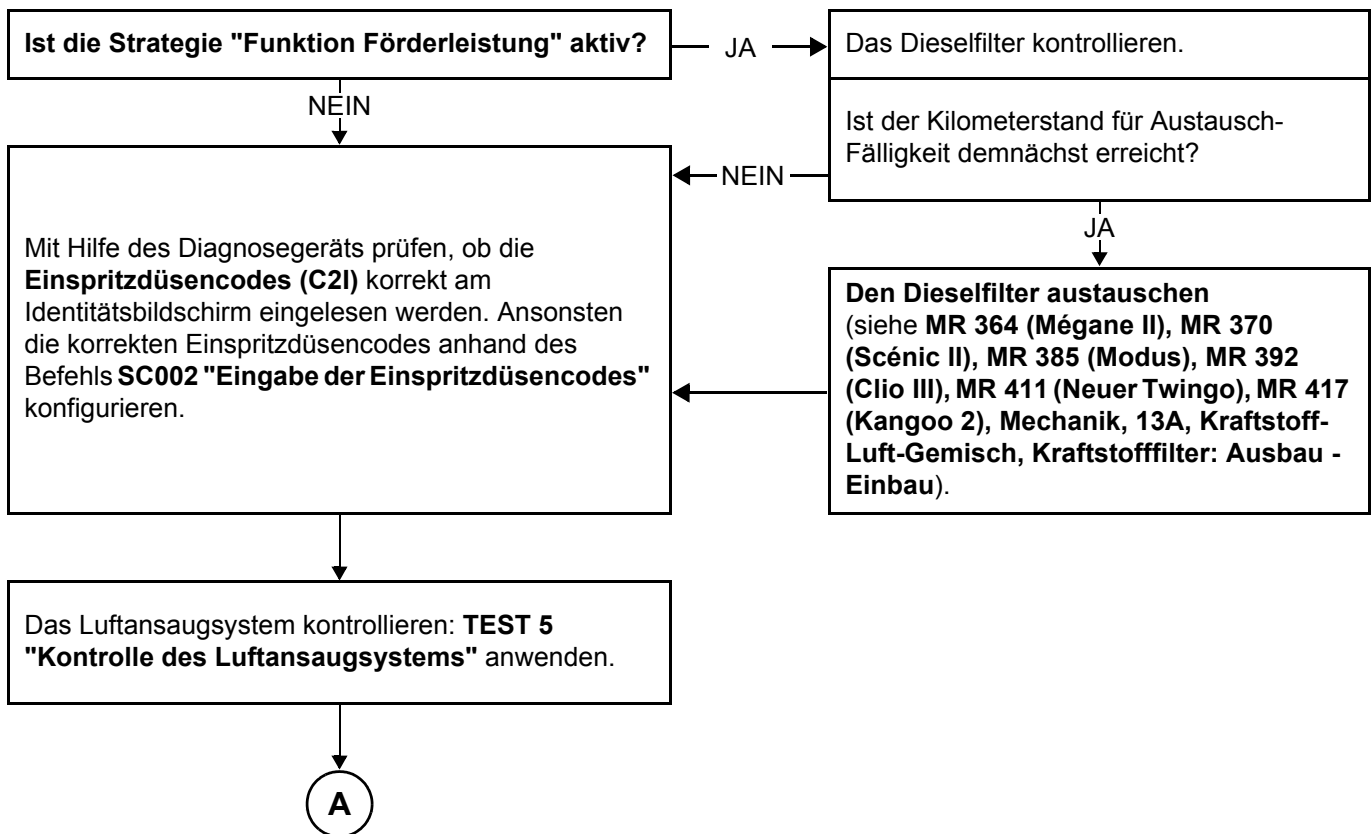 Ist die Strategie "Funktion Förderleistung" aktiv?
JA
Das Dieselfilter kontrollieren.
Ist der Kilometerstand für Austausch-
Fälligkeit demnächst erreicht?
NEIN
NEIN
JA
Mit Hilfe des Diagnosegeräts prüfen, ob die
Einspritzdüsencodes (C2I) korrekt am
Identitätsbildschirm eingelesen werden. Ansonsten
die korrekten Einspritzdüsencodes anhand des
Befehls SC002 "Eingabe der Einspritzdüsencodes"
konfigurieren.
Den Dieselfilter austauschen
(siehe MR 364 (Mégane II), MR 370
(Scénic II), MR 385 (Modus), MR 392
(Clio III), MR 411 (Neuer Twingo), MR 417
(Kangoo 2), Mechanik, 13A, Kraftstoff-
Luft-Gemisch, Kraftstofffilter: Ausbau -
Einbau).
Das Luftansaugsystem kontrollieren: TEST 5
"Kontrolle des Luftansaugsystems" anwenden.
A